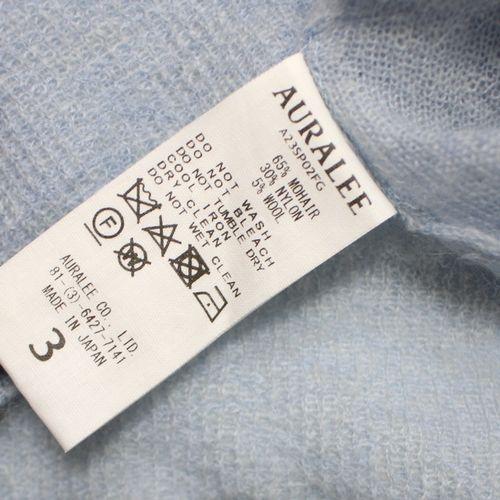 AURALEE
A23SP02FG
65% MOHAIR
30% NYLON
5% WOOL
DO NOT WASH
DO NOT BLEACH
DO NOT TUMBLE DRY
COOL IRON
DRY CLEAN
DO NOT WET CLEAN
F
W
AURALEE CO., LTD.
81-(3)-6427-7141
MADE IN JAPAN
3